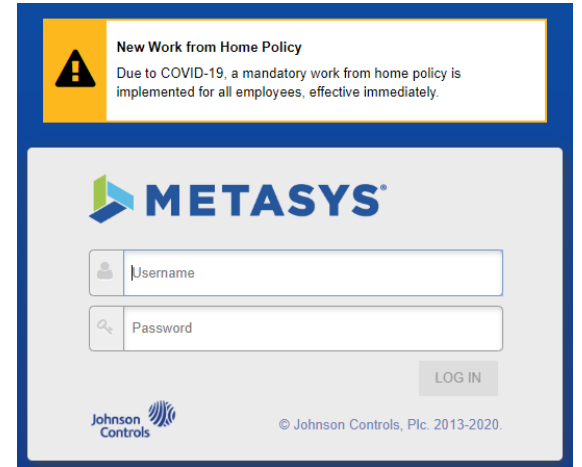 New Work from Home Policy
Due to COVID-19, a mandatory work from home policy is
implemented for all employees, effective immediately.
METASYS®
Username
Password
LOG IN
Johnson
Controls
© Johnson Controls, Plc. 2013-2020.